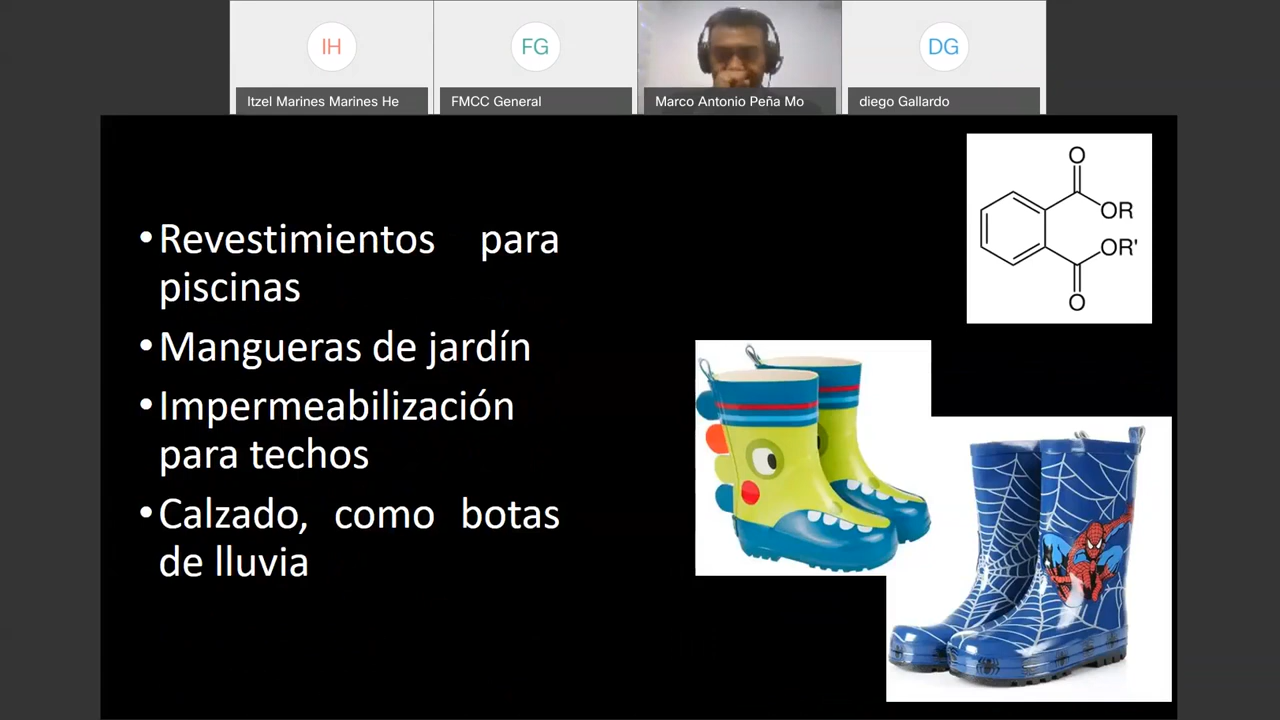 IH
FG
DG
Itzel Marines Marines He
FMCC General
Marco Antonio Peña Mo
diego Gallardo
O
OR
OR'
O
•Revestimientos para
piscinas
•Mangueras de jardín
•Impermeabilización
para techos
•Calzado, como botas
de lluvia